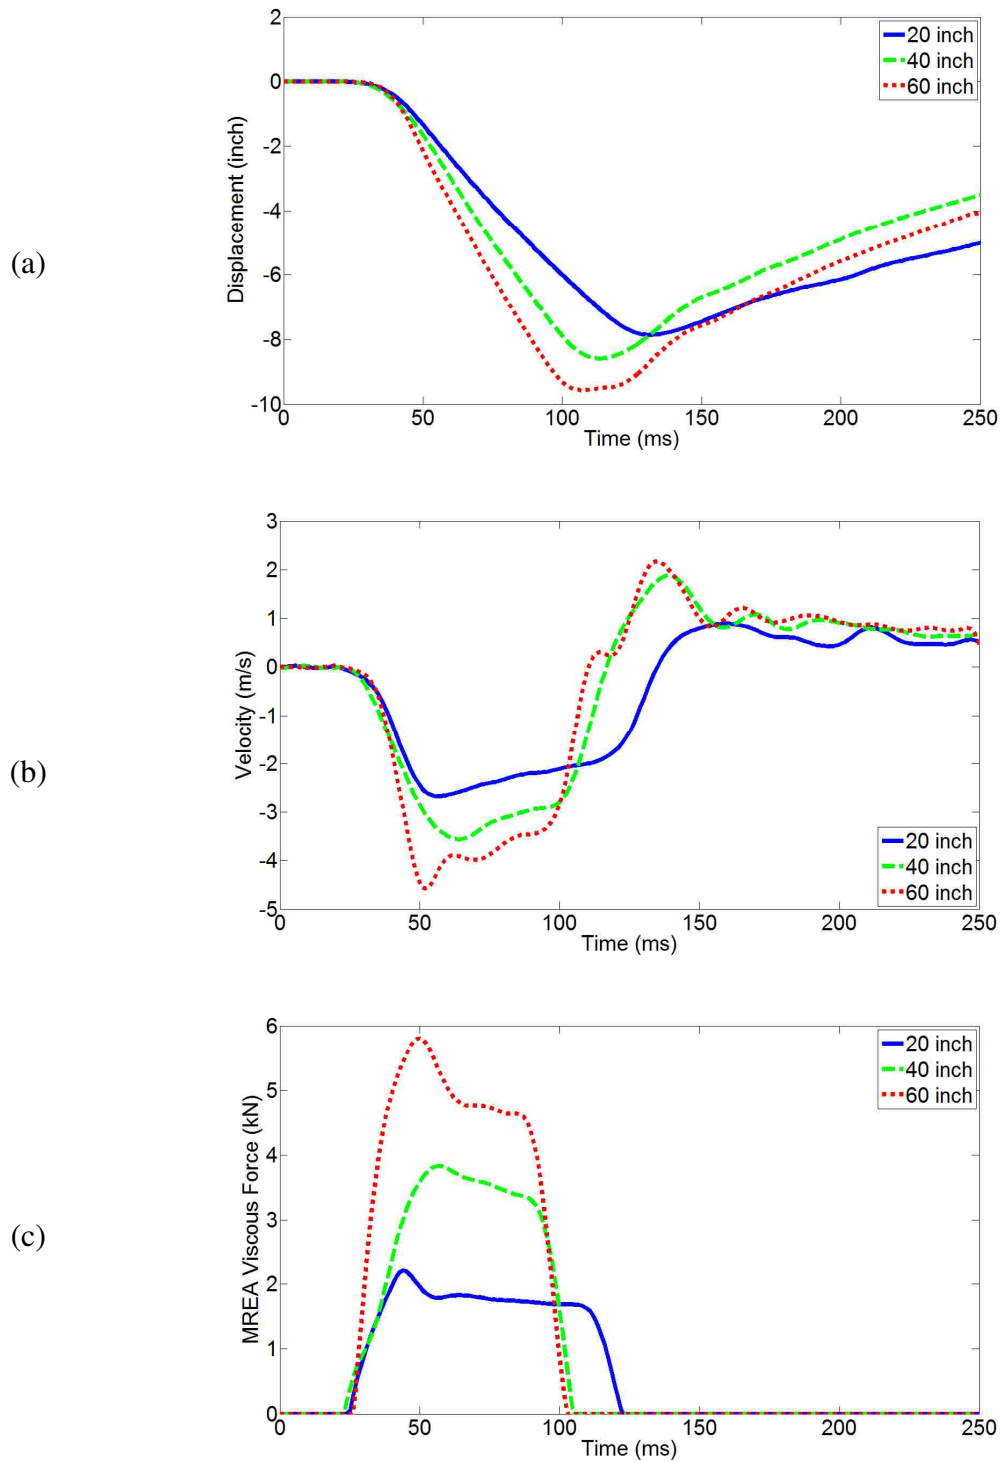 (a)
Displacement (inch)
2
0
-2
-4
-6
-8
-10
0
50
100
150
200
250
Time (ms)
20 inch
40 inch
60 inch
(b)
Velocity (m/s)
3
2
1
0
-1
-2
-3
-4
-5
0
50
100
150
200
250
Time (ms)
20 inch
40 inch
60 inch
(c)
MREA Viscous Force (kN)
6
5
4
3
2
1
0
0
50
100
150
200
250
Time (ms)
20 inch
40 inch
60 inch